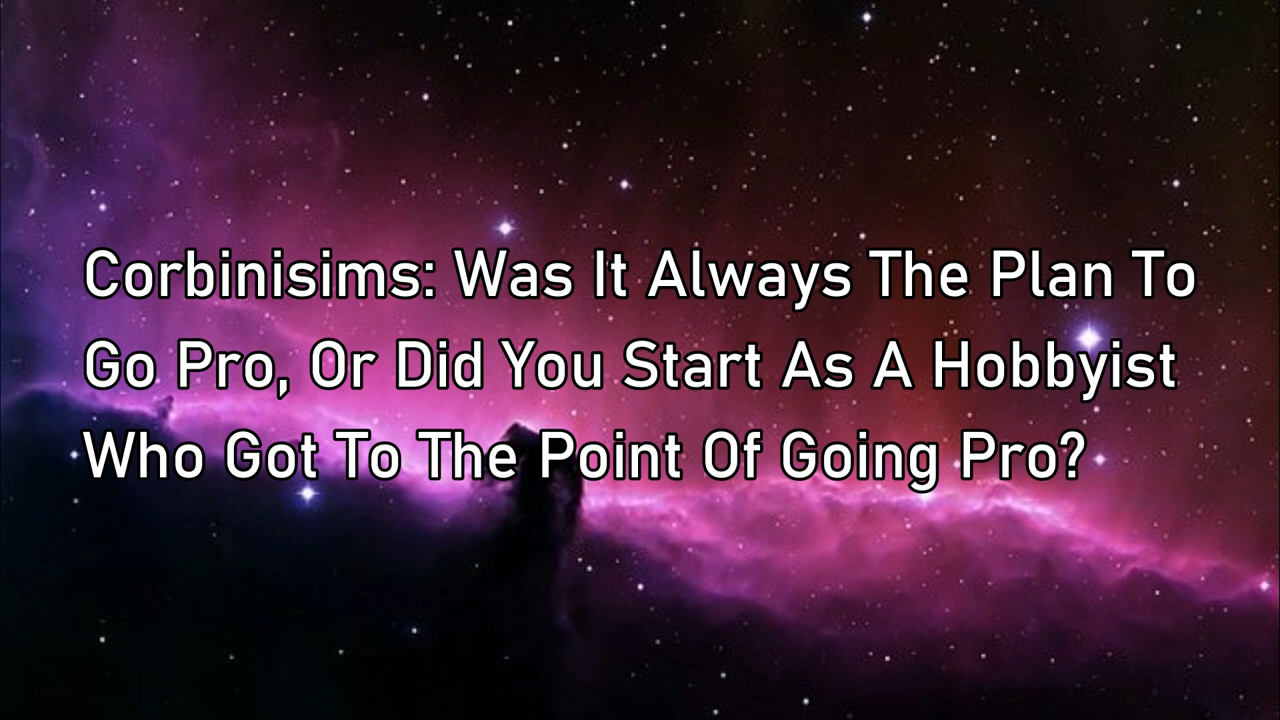 Corbinisims: Was It Always The Plan To
Go Pro, Or Did You Start As A Hobbyist
Who Got To The Point Of Going Pro?